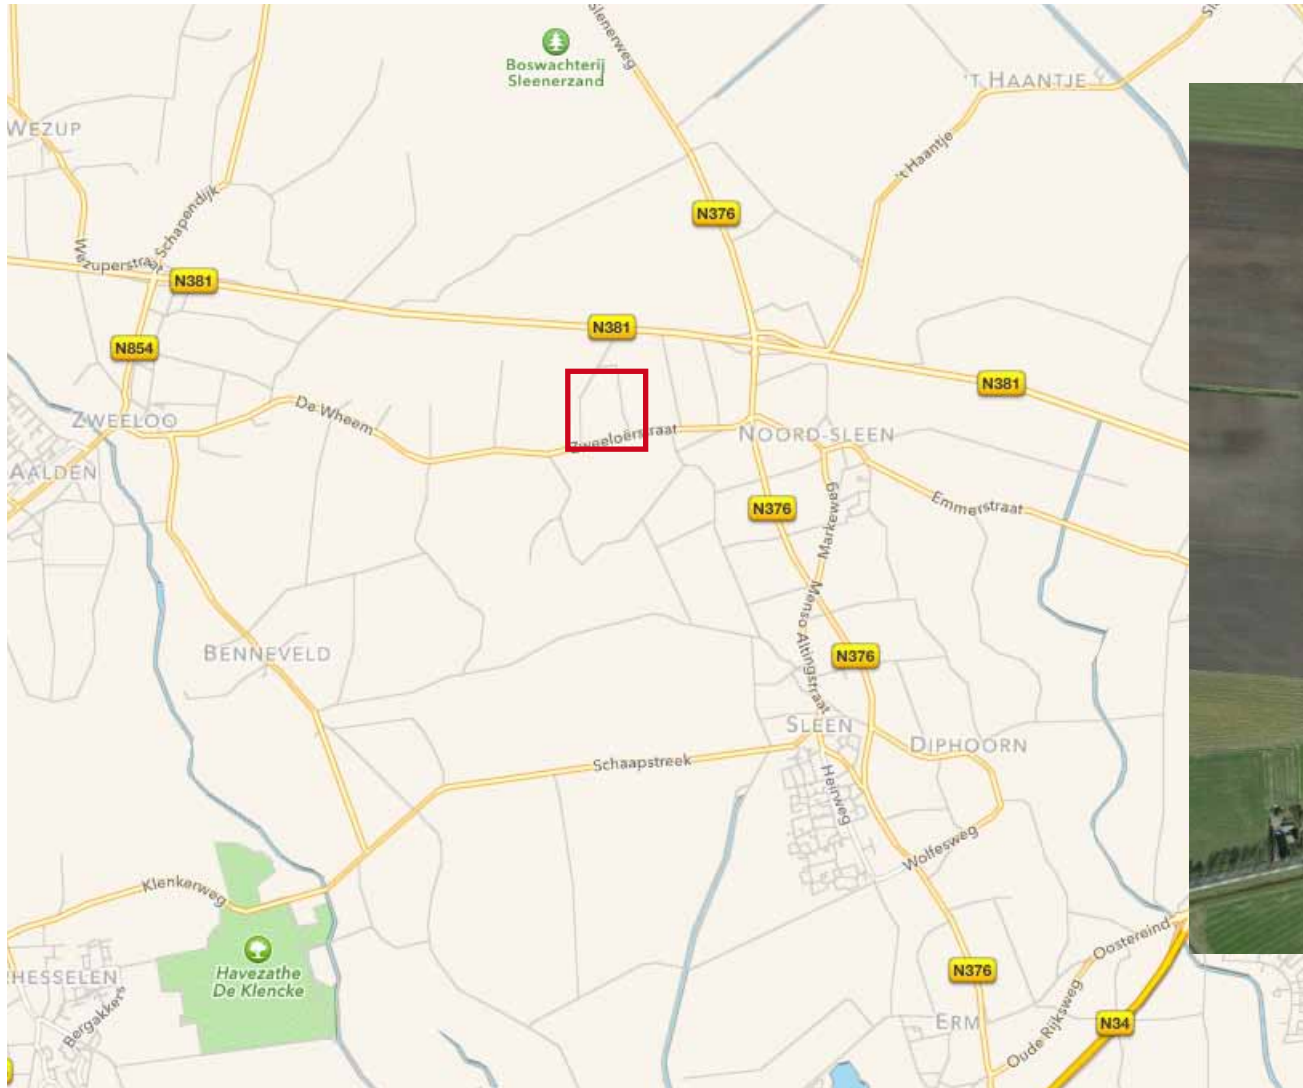 Slenerweg
Boswachterij
Sleenerzand
'T HAANTJE
WEZUP
't Haantje
N376
Schapendijk
Wezuperstraat
N381
N381
N854
N381
De Wheem
ZWEELOO
Zweeloërstraat
NOORD-SLEEN
AALDEN
Emmerstraat
N376
Markeweg
Menso Altingstraat
BENNEVELD
N376
SLEEN
DIPHOORN
Schaapstreek
Heirweg
Wolfesweg
Klenkerweg
Oostereind
HESSELEN
Havezathe
De Klencke
N376
Bergakkers
Oude Rijksweg
ERM
N34